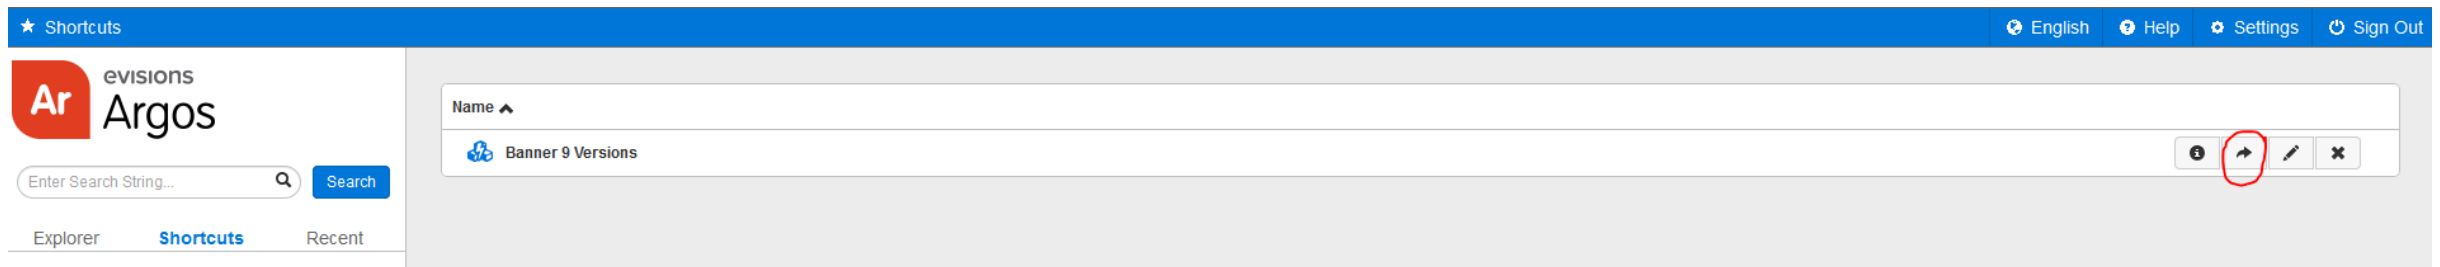 Shortcuts
English Help Settings Sign Out
Ar
evisions
Argos
Enter Search String...
Search
Explorer Shortcuts Recent
Name
Banner 9 Versions